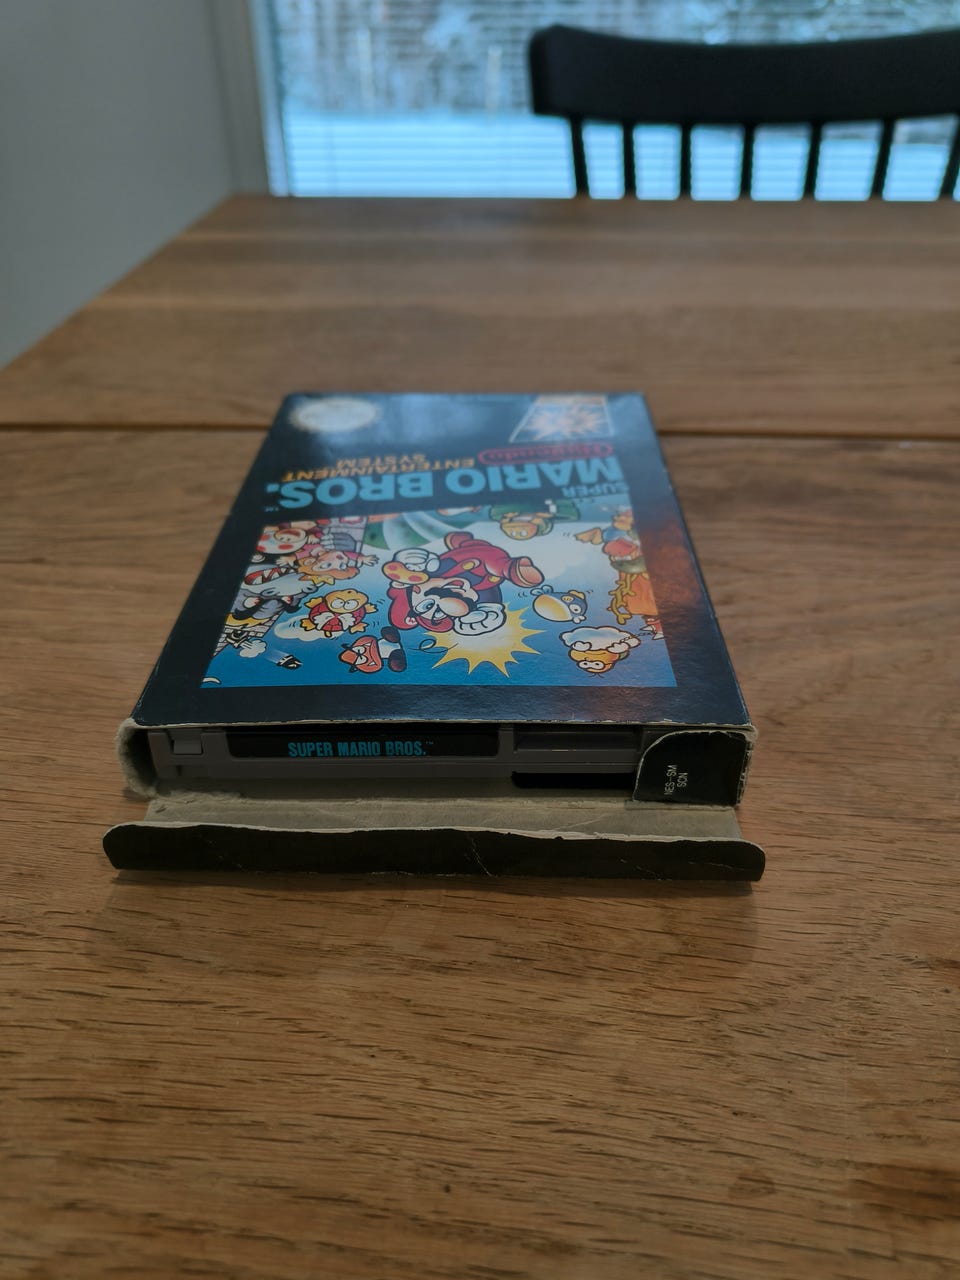 SUPER
MARIO BROS.™
ENTERTAINMENT
SYSTEM
Nintendo
SUPER MARIO BROS.™
NES-SM
SCN